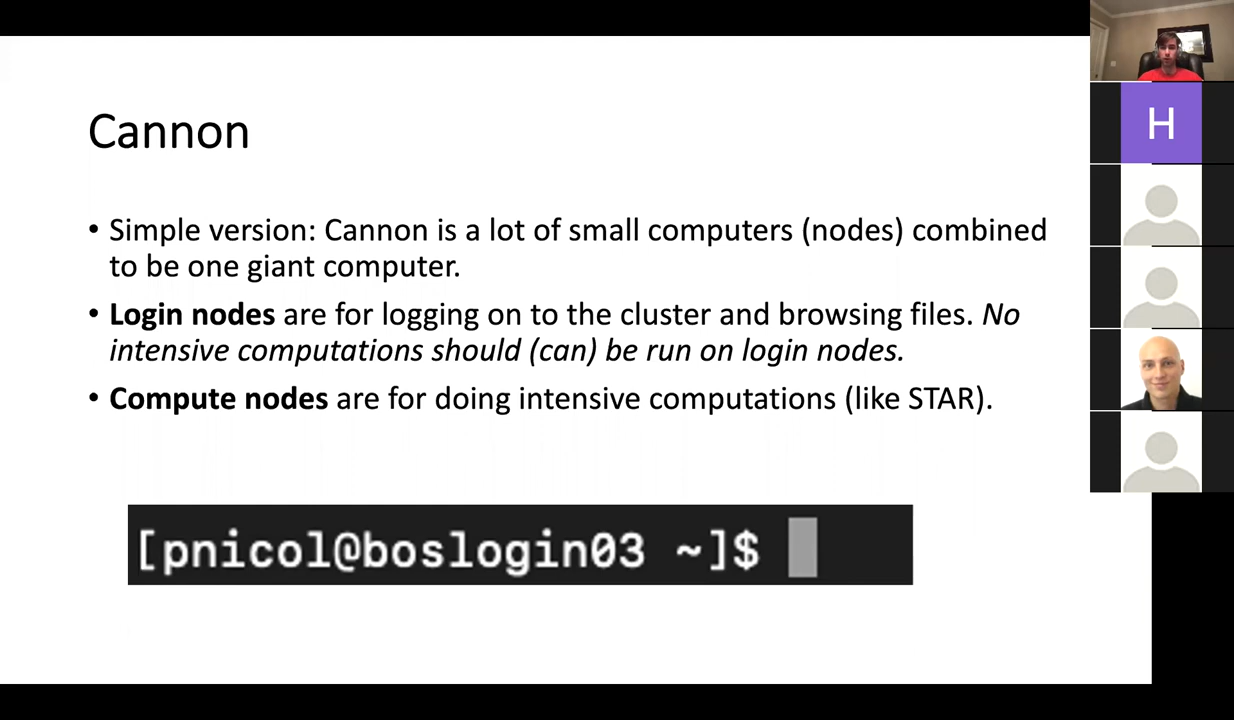 Cannon
• Simple version: Cannon is a lot of small computers (nodes) combined
to be one giant computer.
• Login nodes are for logging on to the cluster and browsing files. No
intensive computations should (can) be run on login nodes.
• Compute nodes are for doing intensive computations (like STAR).
[pnicol@boslogin03 ~]$
H